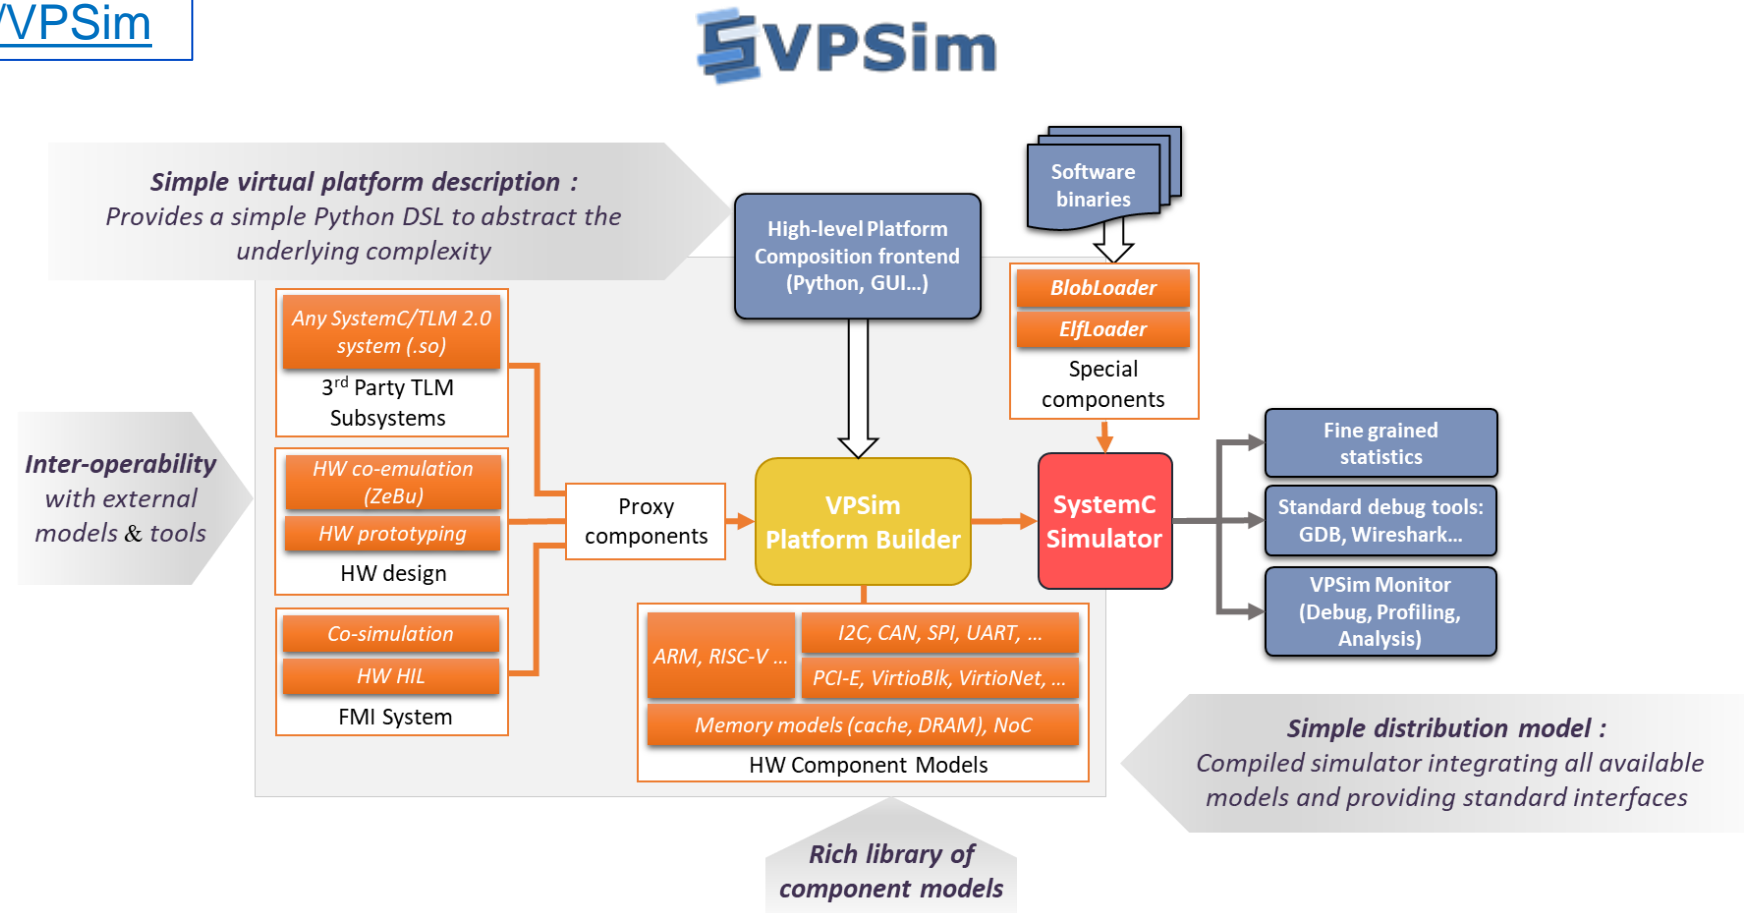 /VPSim
VPSim
Simple virtual platform description :
Provides a simple Python DSL to abstract the
underlying complexity
High-level Platform
Composition frontend
(Python, GUI...)
Software
binaries
BlobLoader
ElfLoader
Special
components
Any SystemC/TLM 2.0
system (.so)
3rd Party TLM
Subsystems
Inter-operability
with external
models & tools
HW co-emulation
(ZeBu)
HW prototyping
HW design
Co-simulation
HW HIL
FMI System
Proxy
components
VPSim
Platform Builder
SystemC
Simulator
Fine grained
statistics
Standard debug tools:
GDB, Wireshark...
VPSim Monitor
(Debug, Profiling,
Analysis)
ARM, RISC-V ...
I2C, CAN, SPI, UART, ...
PCI-E, VirtioBlk, VirtioNet, ...
Memory models (cache, DRAM), NoC
HW Component Models
Simple distribution model :
Compiled simulator integrating all available
models and providing standard interfaces
Rich library of
component models